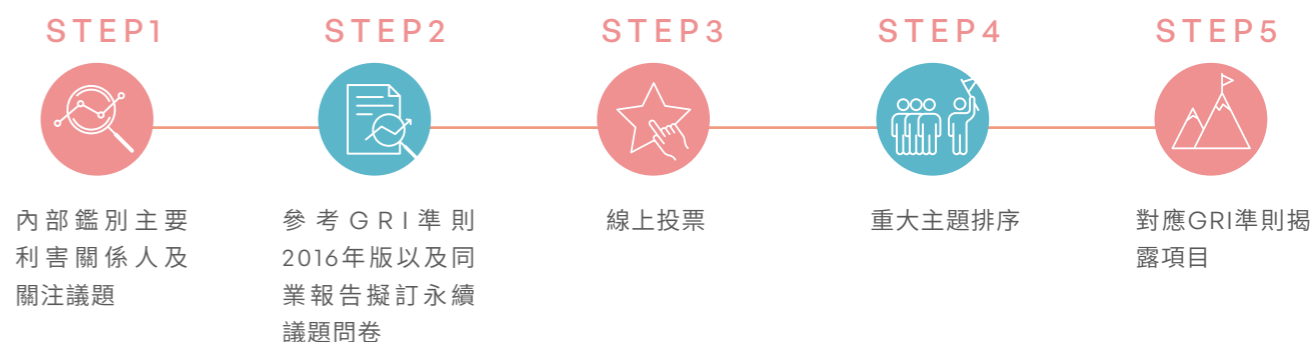 STEP1
內部鑑別主要
利害關係人及
關注議題
STEP2
參考GRI準則
2016年版以及同
業報告擬訂永續
議題問卷
STEP3
線上投票
STEP4
重大主題排序
STEP5
對應GRI準則揭
露項目